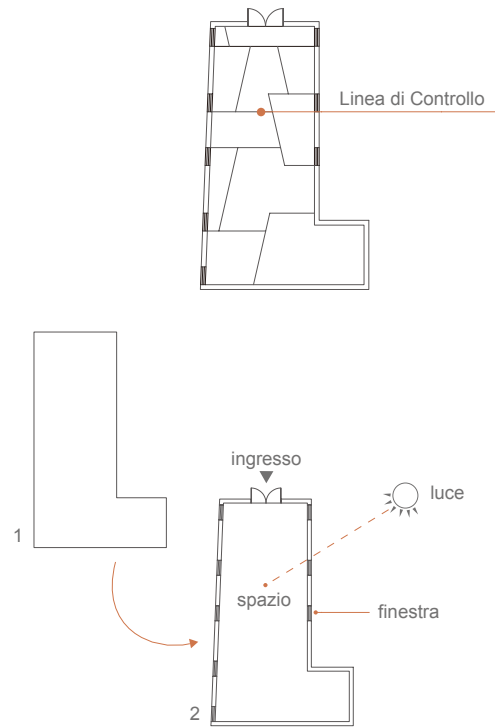 Linea di Controllo
ingresso
luce
1
spazio
finestra
2